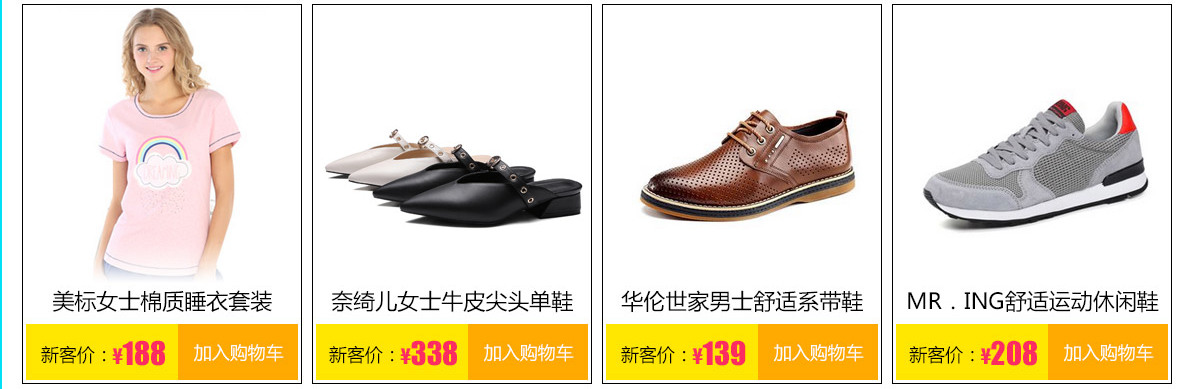 DREAMING
美标女士棉质睡衣套装
新客价：¥188
加入购物车
奈绮儿女士牛皮尖头单鞋
新客价：¥338
加入购物车
华伦世家男士舒适系带鞋
新客价：¥139
加入购物车
MR．ING舒适运动休闲鞋
新客价：¥208
加入购物车